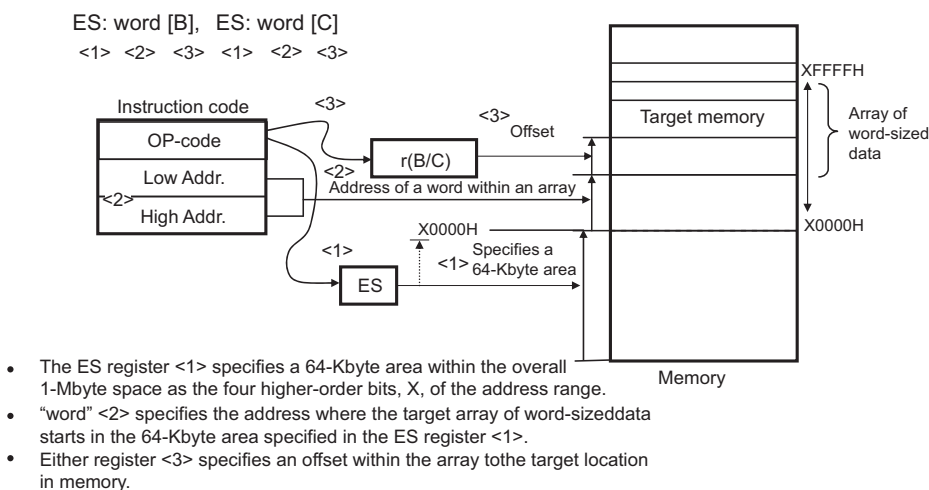 ES: word [B], ES: word [C]
<1> <2> <3> <1> <2> <3>
Instruction code
OP-code
Low Addr.
<2>
High Addr.
<3>
r(B/C)
<3>
Offset
<2>
Address of a word within an array
<1>
ES
X0000H
<1>
Specifies a
64-Kbyte area
Target memory
XFFFFH
Array of
word-sized
data
X0000H
Memory
• The ES register <1> specifies a 64-Kbyte area within the overall
1-Mbyte space as the four higher-order bits, X, of the address range.
• “word” <2> specifies the address where the target array of word-sizeddata
starts in the 64-Kbyte area specified in the ES register <1>.
• Either register <3> specifies an offset within the array tothe target location
in memory.